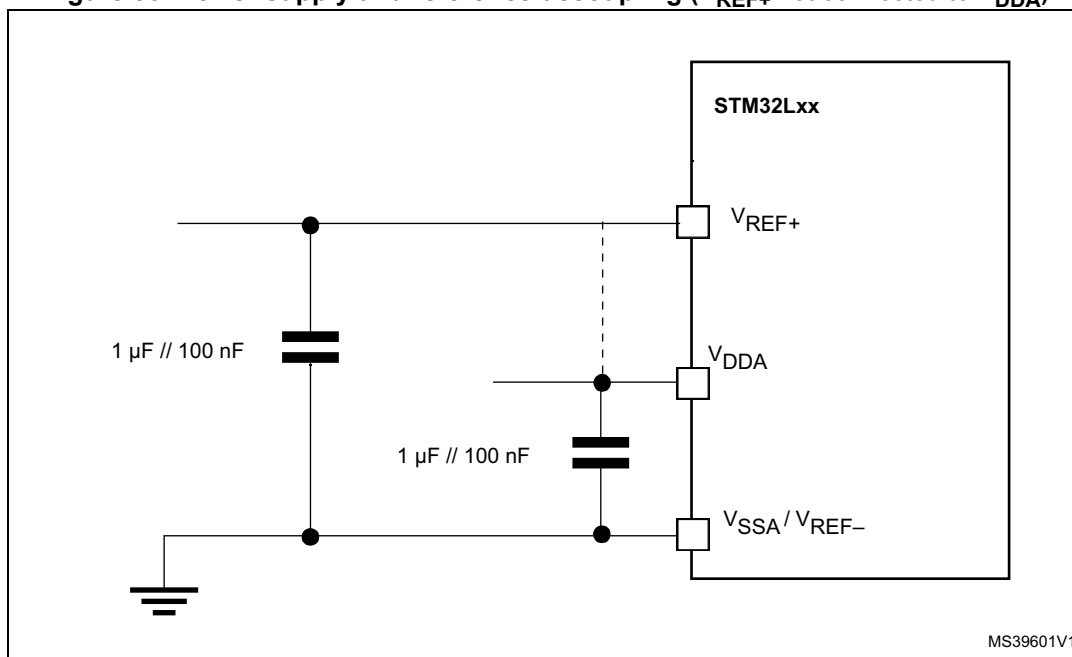 STM32Lxx
VREF+
1 µF // 100 nF
VDDA
1 µF // 100 nF
VSSA / VREF–
MS39601V1